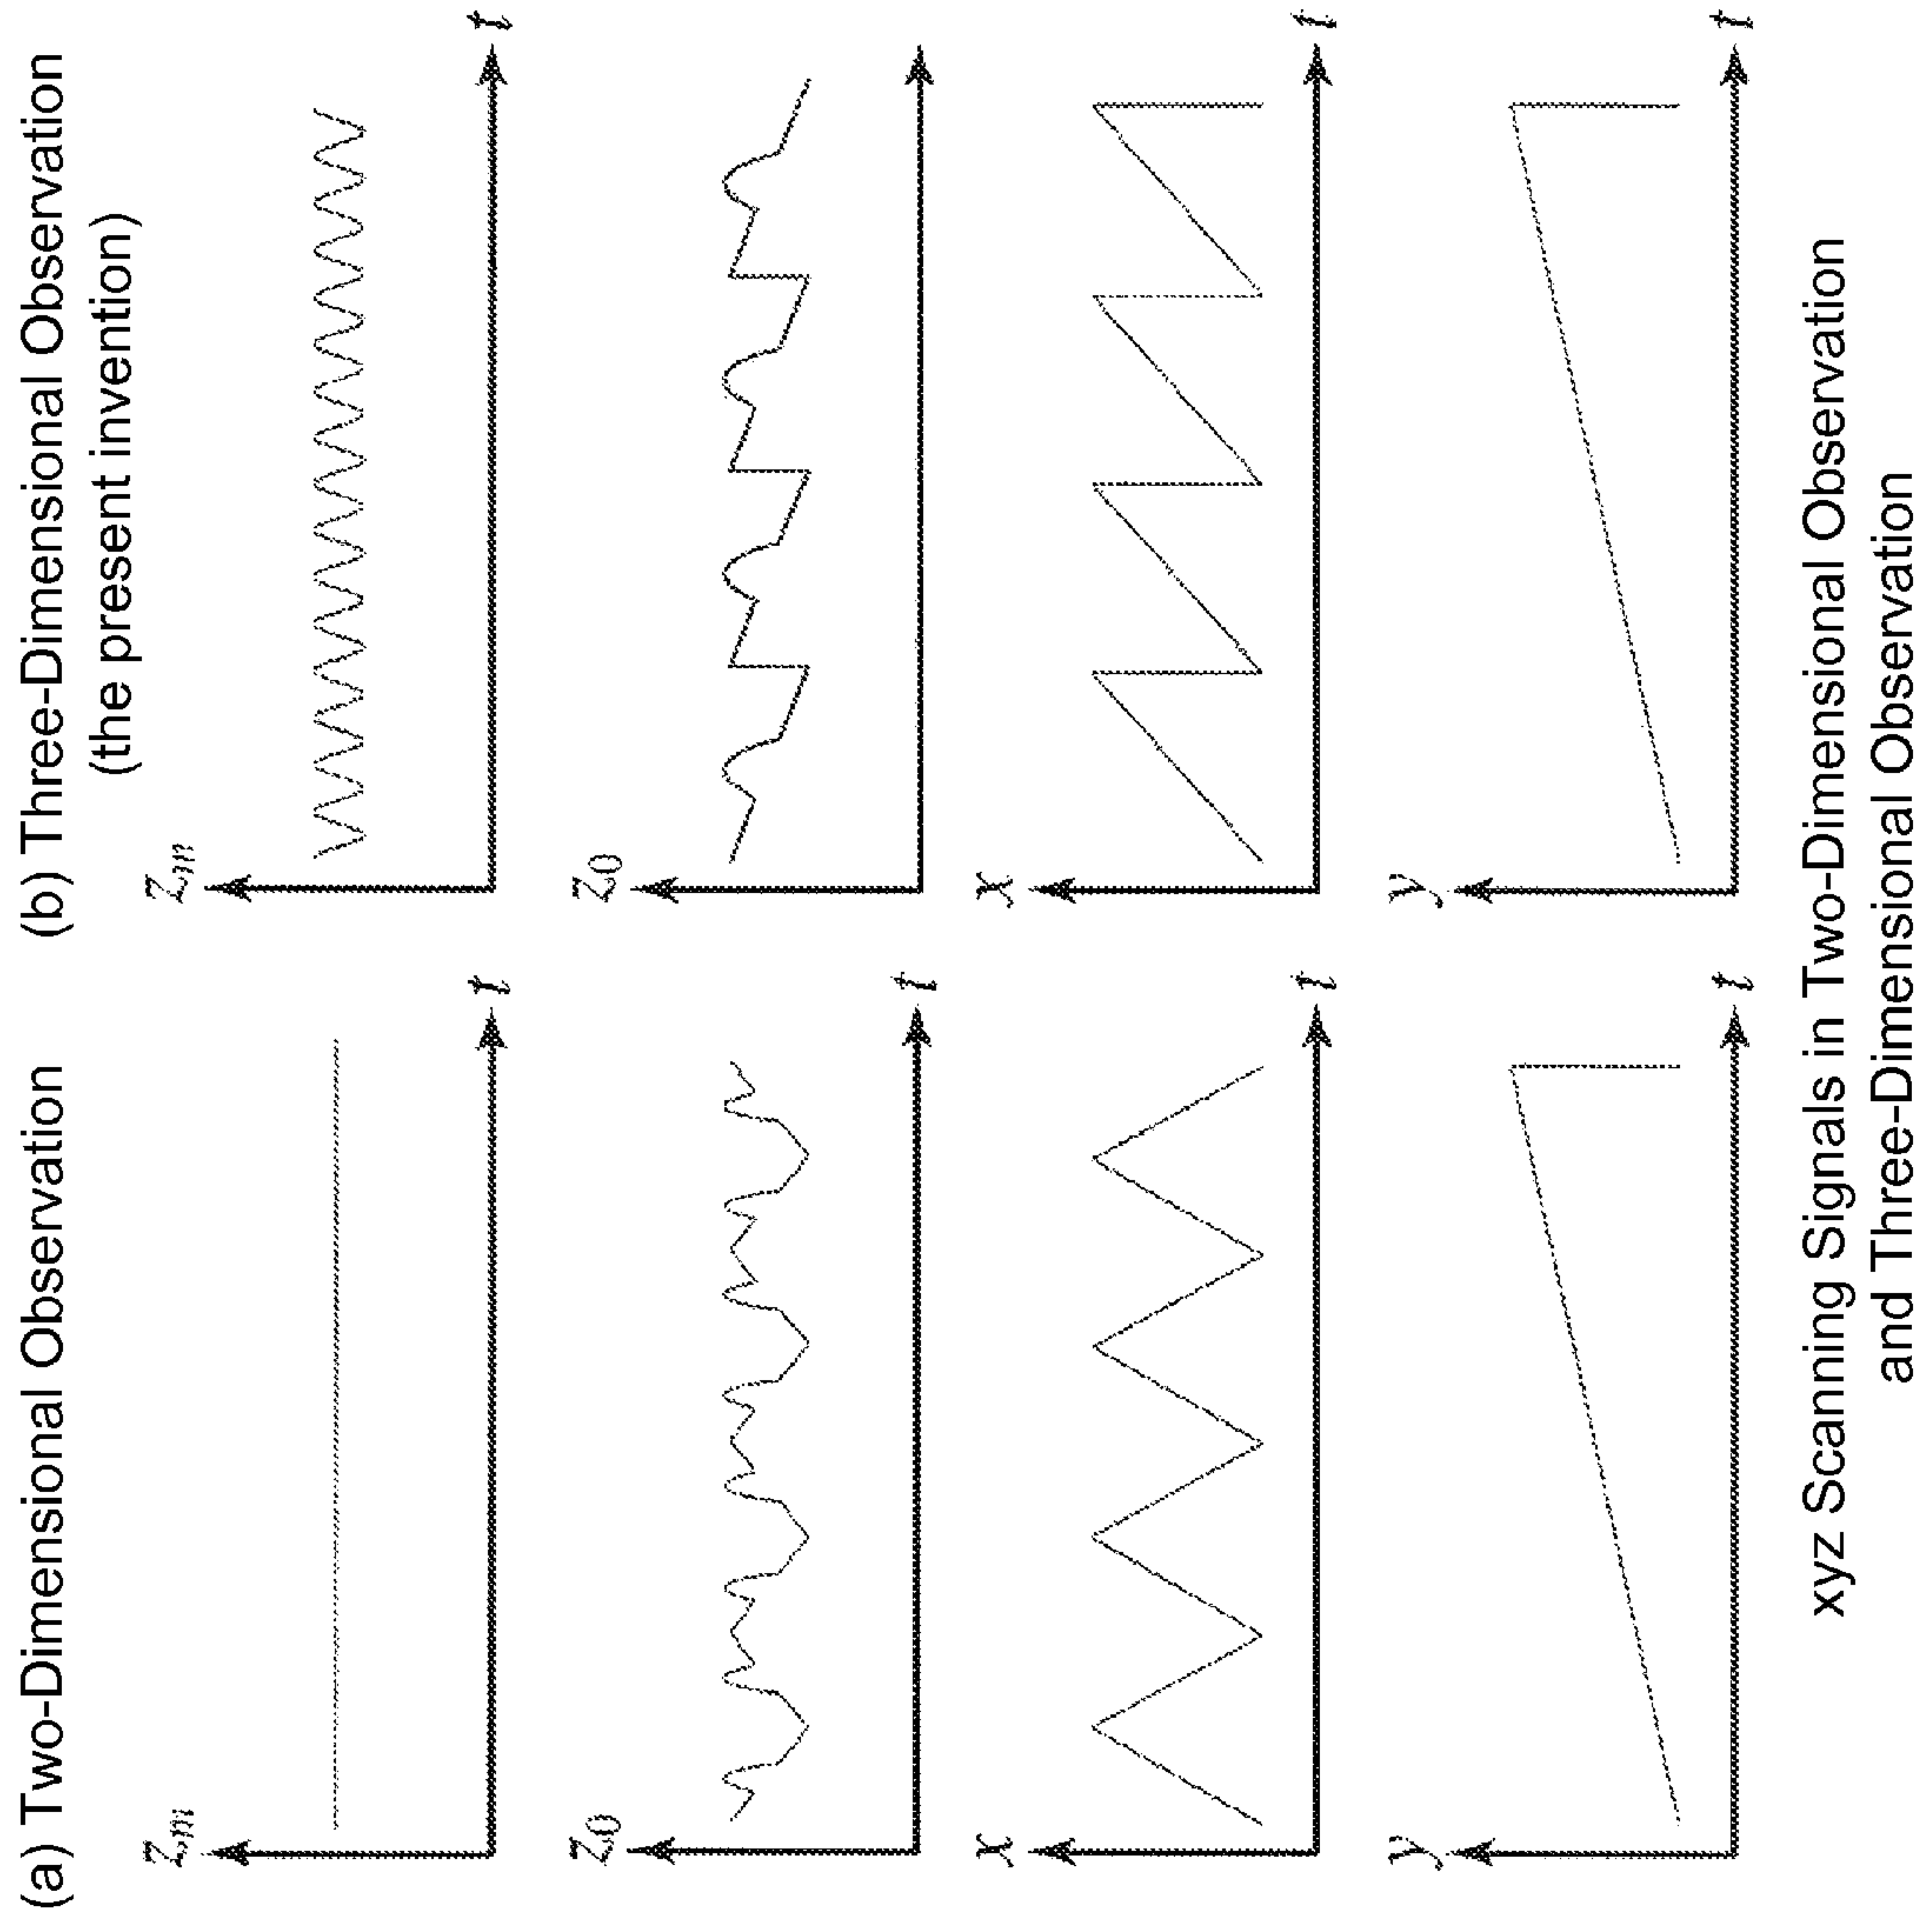 (a) Two-Dimensional Observation
Zm
t
Z0
t
x
t
y
t
(b) Three-Dimensional Observation
(the present invention)
Zm
t
Z0
x
t
y
t
xyz Scanning Signals in Two-Dimensional Observation
and Three-Dimensional Observation